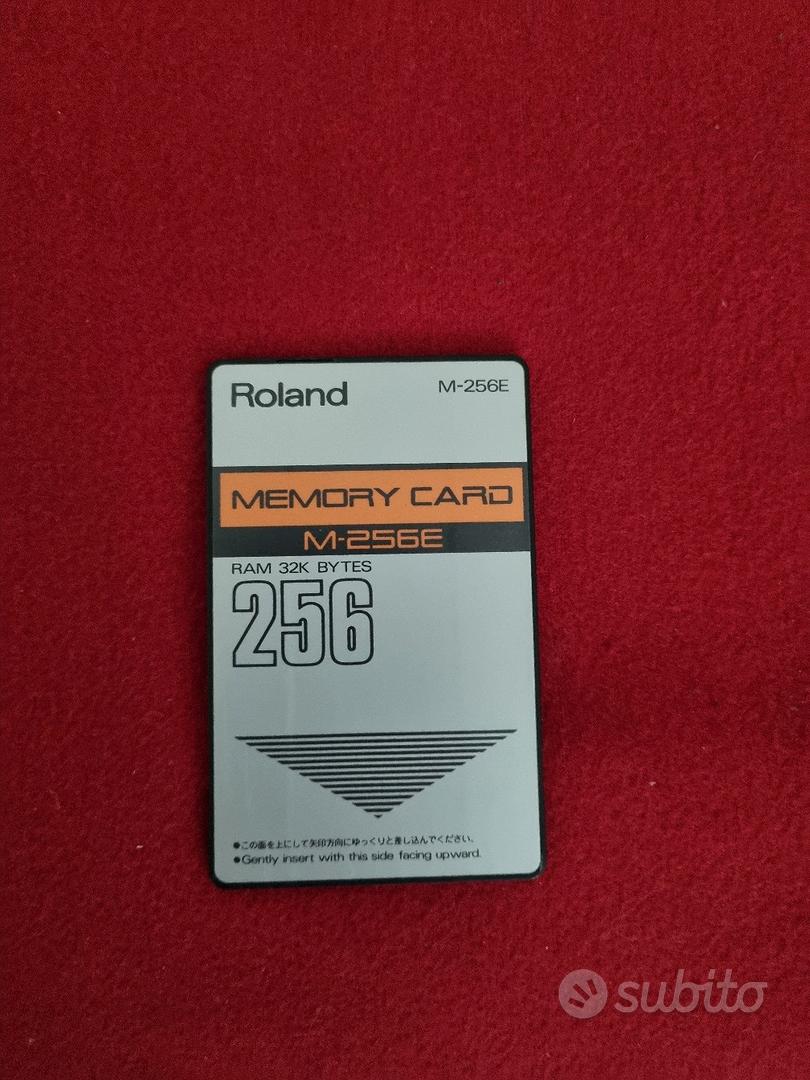 Roland M-256E
MEMORY CARD
M-256E
RAM 32K BYTES
256
●この面を上にして矢印方向にゆっくりと差し込んでください。
●Gently insert with this side facing upward.
subito